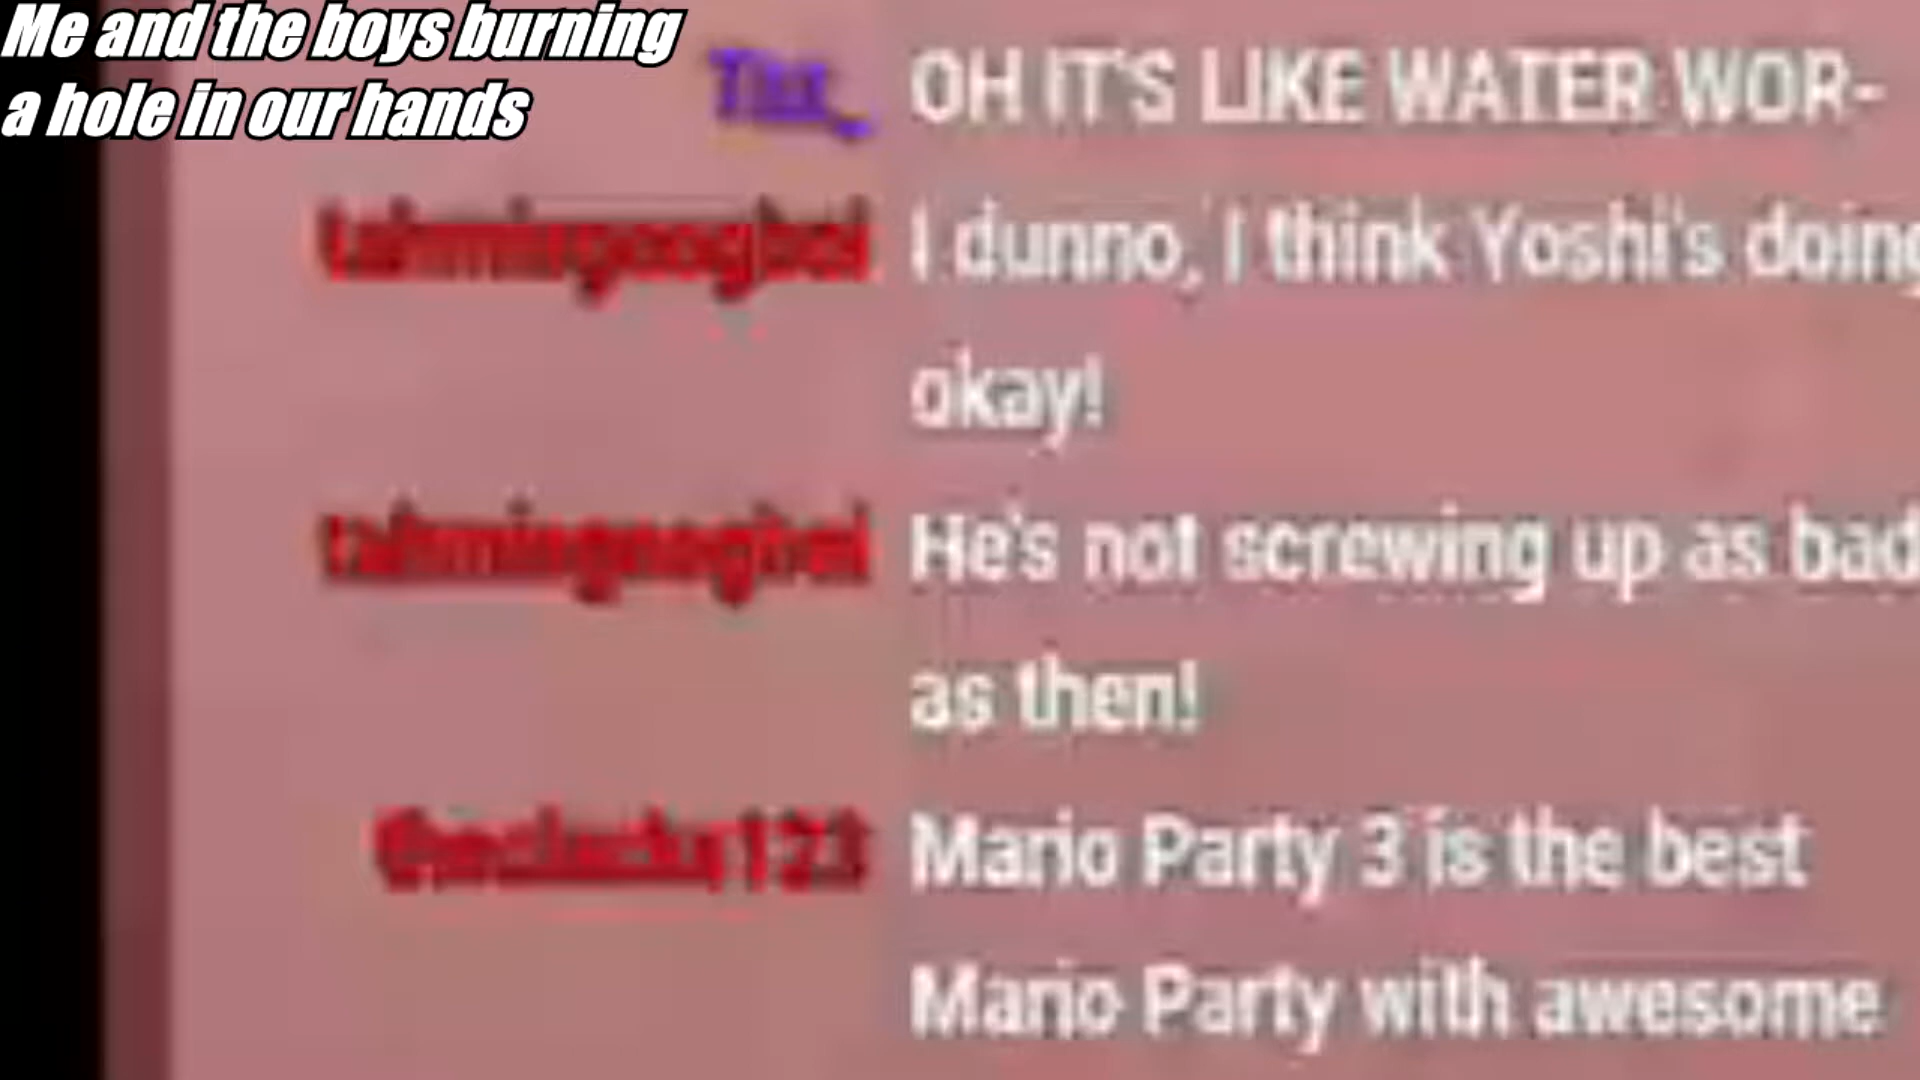 Me and the boys burning
a hole in our hands
OH IT'S LIKE WATER WOR-
I dunno, I think Yoshi's doing
okay!
He's not screwing up as bad
as then!
Mario Party 3 is the best
Mario Party with awesome